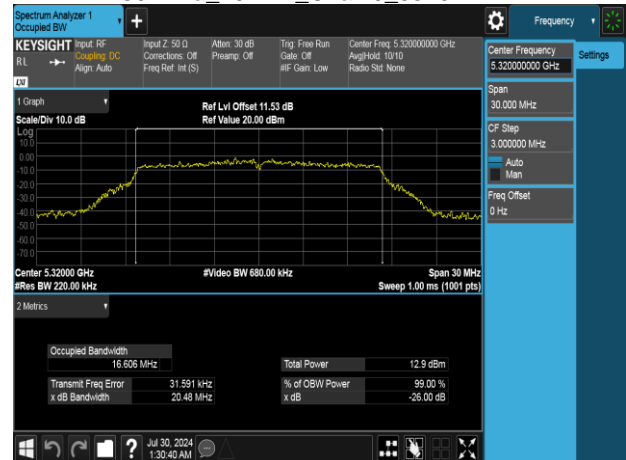 Spectrum Analyzer 1
Occupied BW
Frequency
KEYSIGHT
RL
LXI
Input: RF
Coupling: DC
Align: Auto
Input Z: 50 Ω
Corrections: Off
Freq Ref: Int (S)
Atten: 30 dB
Preamp: Off
Trig: Free Run
Gate: Off
#IF Gain: Low
Center Freq: 5.320000000 GHz
Avg|Hold: 10/10
Radio Std: None
Center Frequency
5.320000000 GHz
Settings
Span
30.000 MHz
CF Step
3.000000 MHz
Auto
Man
Freq Offset
0 Hz
1 Graph
Scale/Div 10.0 dB
Ref Lvl Offset 11.53 dB
Ref Value 20.00 dBm
Log
10.0
0.00
-10.0
-20.0
-30.0
-40.0
-50.0
-60.0
-70.0
Center 5.32000 GHz
#Res BW 220.00 kHz
#Video BW 680.00 kHz
Span 30 MHz
Sweep 1.00 ms (1001 pts)
2 Metrics
Occupied Bandwidth
16.606 MHz
Total Power 12.9 dBm
Transmit Freq Error 31.591 kHz
% of OBW Power 99.00 %
x dB Bandwidth 20.48 MHz
x dB -26.00 dB
?
Jul 30, 2024
1:30:40 AM